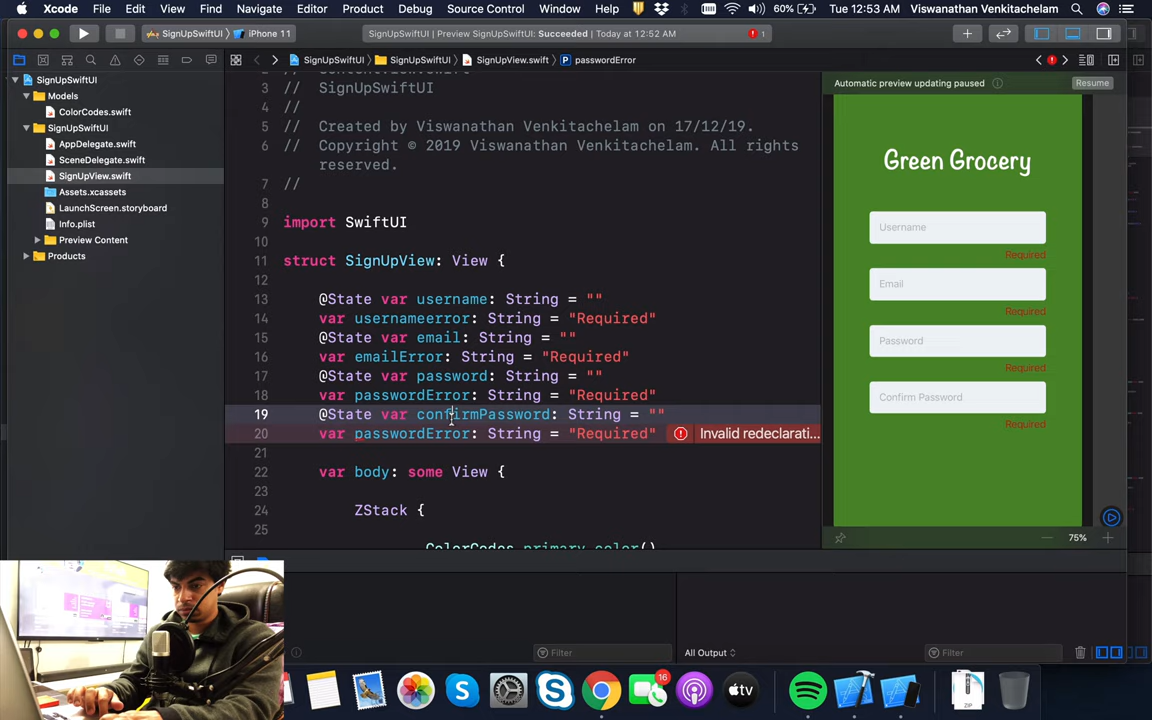 Xcode File Edit View Find Navigate Editor Product Debug Source Control Window Help 60% Tue 12:53 AM Viswanathan Venkitachelam
SignUpSwiftUI iPhone 11 SignUpSwiftUI | Preview SignUpSwiftUI: Succeeded | Today at 12:52 AM 1
SignUpSwiftUI SignUpSwiftUI SignUpView.swift P passwordError
SignUpSwiftUI
Models
ColorCodes.swift
SignUpSwiftUI
AppDelegate.swift
SceneDelegate.swift
SignUpView.swift
Assets.xcassets
LaunchScreen.storyboard
Info.plist
Preview Content
Products
3 // SignUpSwiftUI
4 //
5 // Created by Viswanathan Venkitachelam on 17/12/19.
6 // Copyright © 2019 Viswanathan Venkitachelam. All rights
reserved.
7 //
8
9 import SwiftUI
10
11 struct SignUpView: View {
12
13 @State var username: String = ""
14 var usernameerror: String = "Required"
15 @State var email: String = ""
16 var emailError: String = "Required"
17 @State var password: String = ""
18 var passwordError: String = "Required"
19 @State var confirmPassword: String = ""
20 var passwordError: String = "Required" Invalid redeclarati...
21
22 var body: some View {
23
24 ZStack {
25
ColorCodes.primary.color()
Automatic preview updating paused Resume
Green Grocery
Username
Required
Email
Required
Password
Required
Confirm Password
Required
75%
Filter All Output Filter
16
tv
ZIP